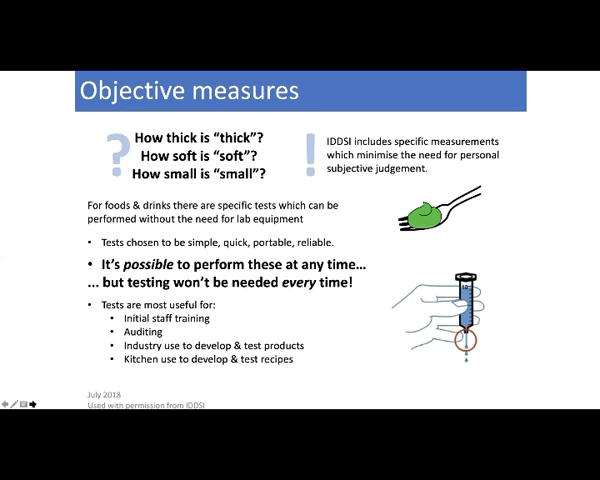 Objective measures
?
How thick is “thick”?
How soft is “soft”?
How small is “small”?
!
IDDSI includes specific measurements
which minimise the need for personal
subjective judgement.
For foods & drinks there are specific tests which can be
performed without the need for lab equipment
• Tests chosen to be simple, quick, portable, reliable.
• It’s possible to perform these at any time…
... but testing won’t be needed every time!
• Tests are most useful for:
• Initial staff training
• Auditing
• Industry use to develop & test products
• Kitchen use to develop & test recipes
10
July 2018
Used with permission from IDDSI